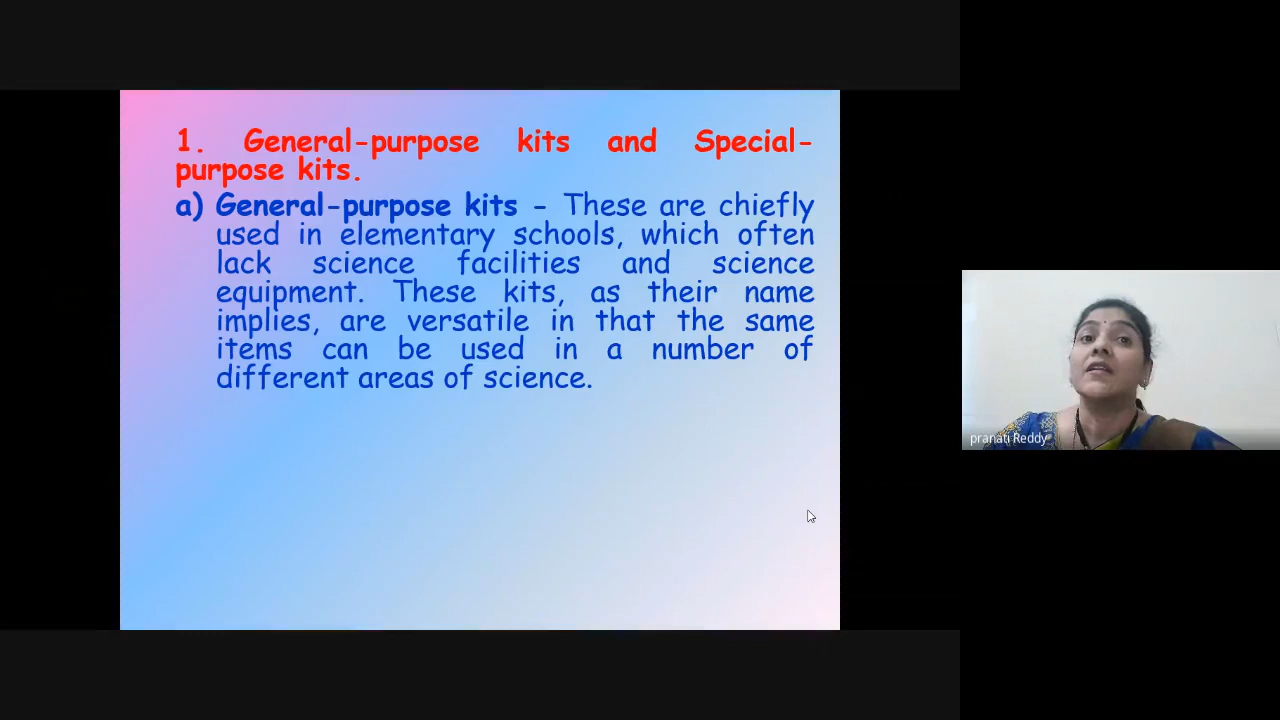 1. General-purpose kits and Special-
purpose kits.
a) General-purpose kits - These are chiefly
used in elementary schools, which often
lack science facilities and science
equipment. These kits, as their name
implies, are versatile in that the same
items can be used in a number of
different areas of science.
pranati Reddy